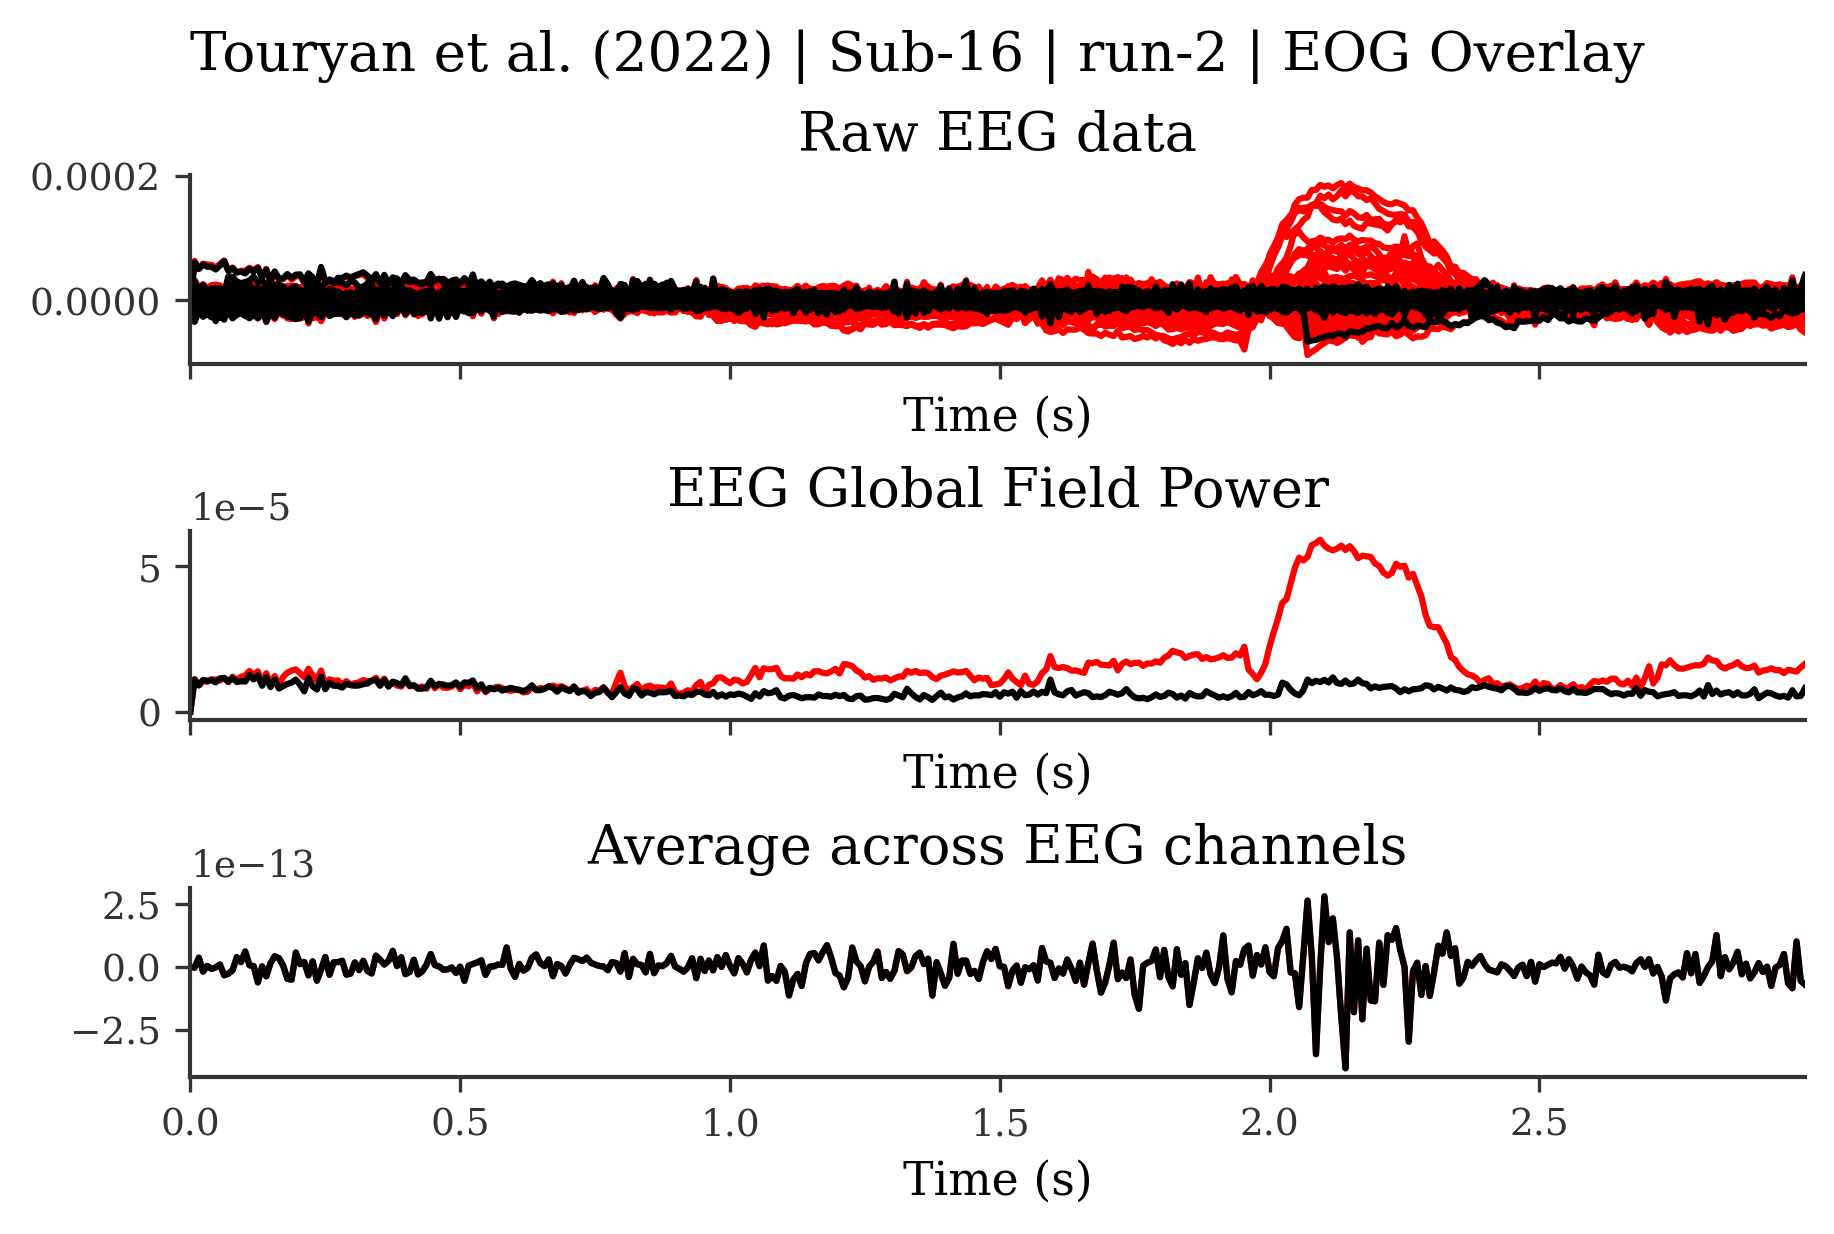 Touryan et al. (2022) | Sub-16 | run-2 | EOG Overlay
Raw EEG data
0.0002
0.0000
Time (s)
EEG Global Field Power
1e−5
5
0
Time (s)
Average across EEG channels
1e−13
2.5
0.0
−2.5
0.0 0.5 1.0 1.5 2.0 2.5
Time (s)